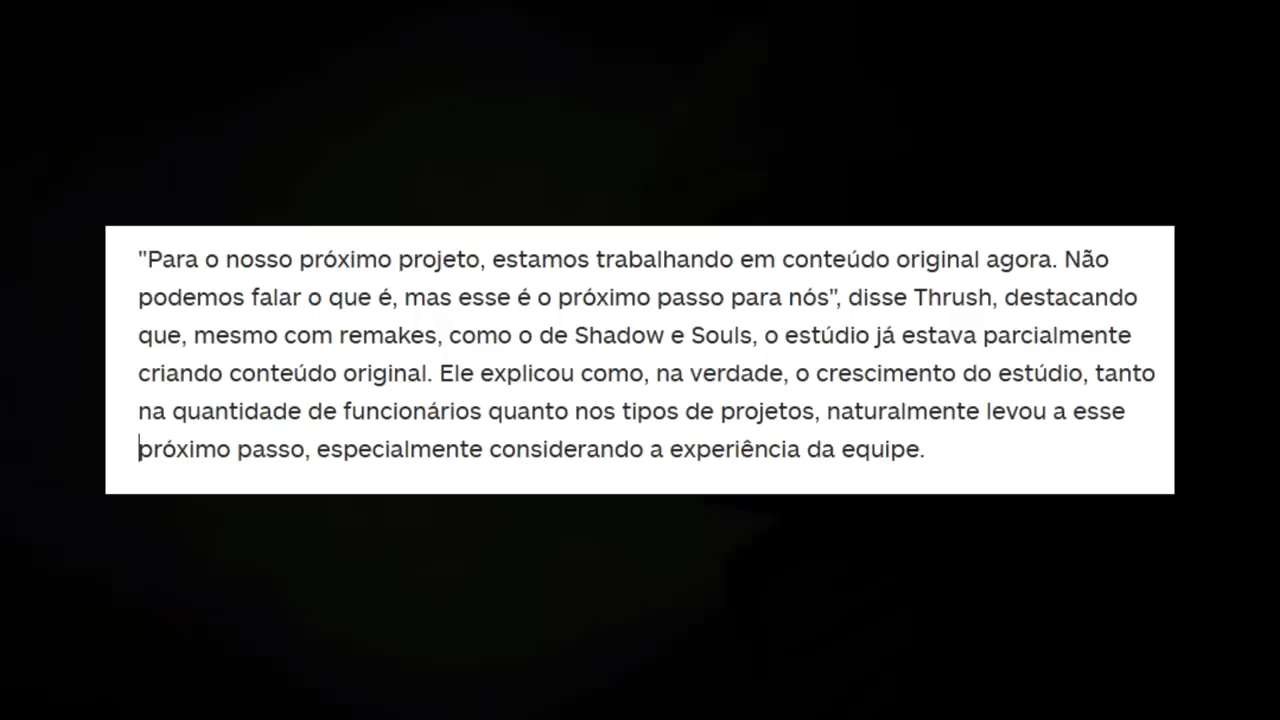 "Para o nosso próximo projeto, estamos trabalhando em conteúdo original agora. Não
podemos falar o que é, mas esse é o próximo passo para nós", disse Thrush, destacando
que, mesmo com remakes, como o de Shadow e Souls, o estúdio já estava parcialmente
criando conteúdo original. Ele explicou como, na verdade, o crescimento do estúdio, tanto
na quantidade de funcionários quanto nos tipos de projetos, naturalmente levou a esse
próximo passo, especialmente considerando a experiência da equipe.